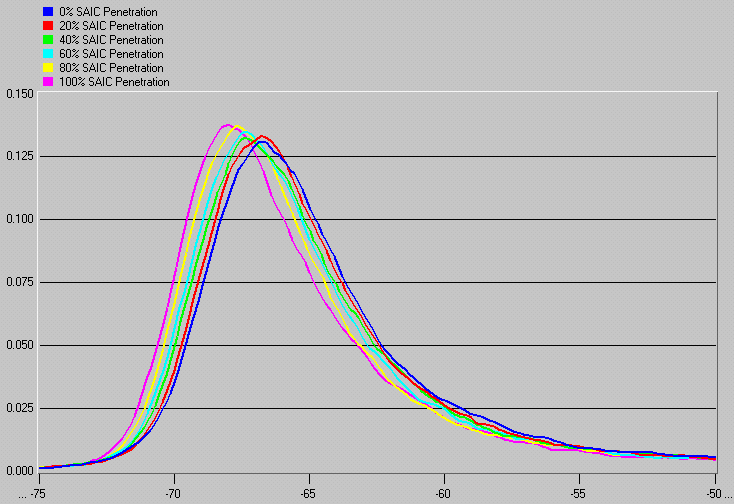 0% SAIC Penetration
20% SAIC Penetration
40% SAIC Penetration
60% SAIC Penetration
80% SAIC Penetration
100% SAIC Penetration
0.150
0.125
0.100
0.075
0.050
0.025
0.000
... -75 -70 -65 -60 -55 -50 ...